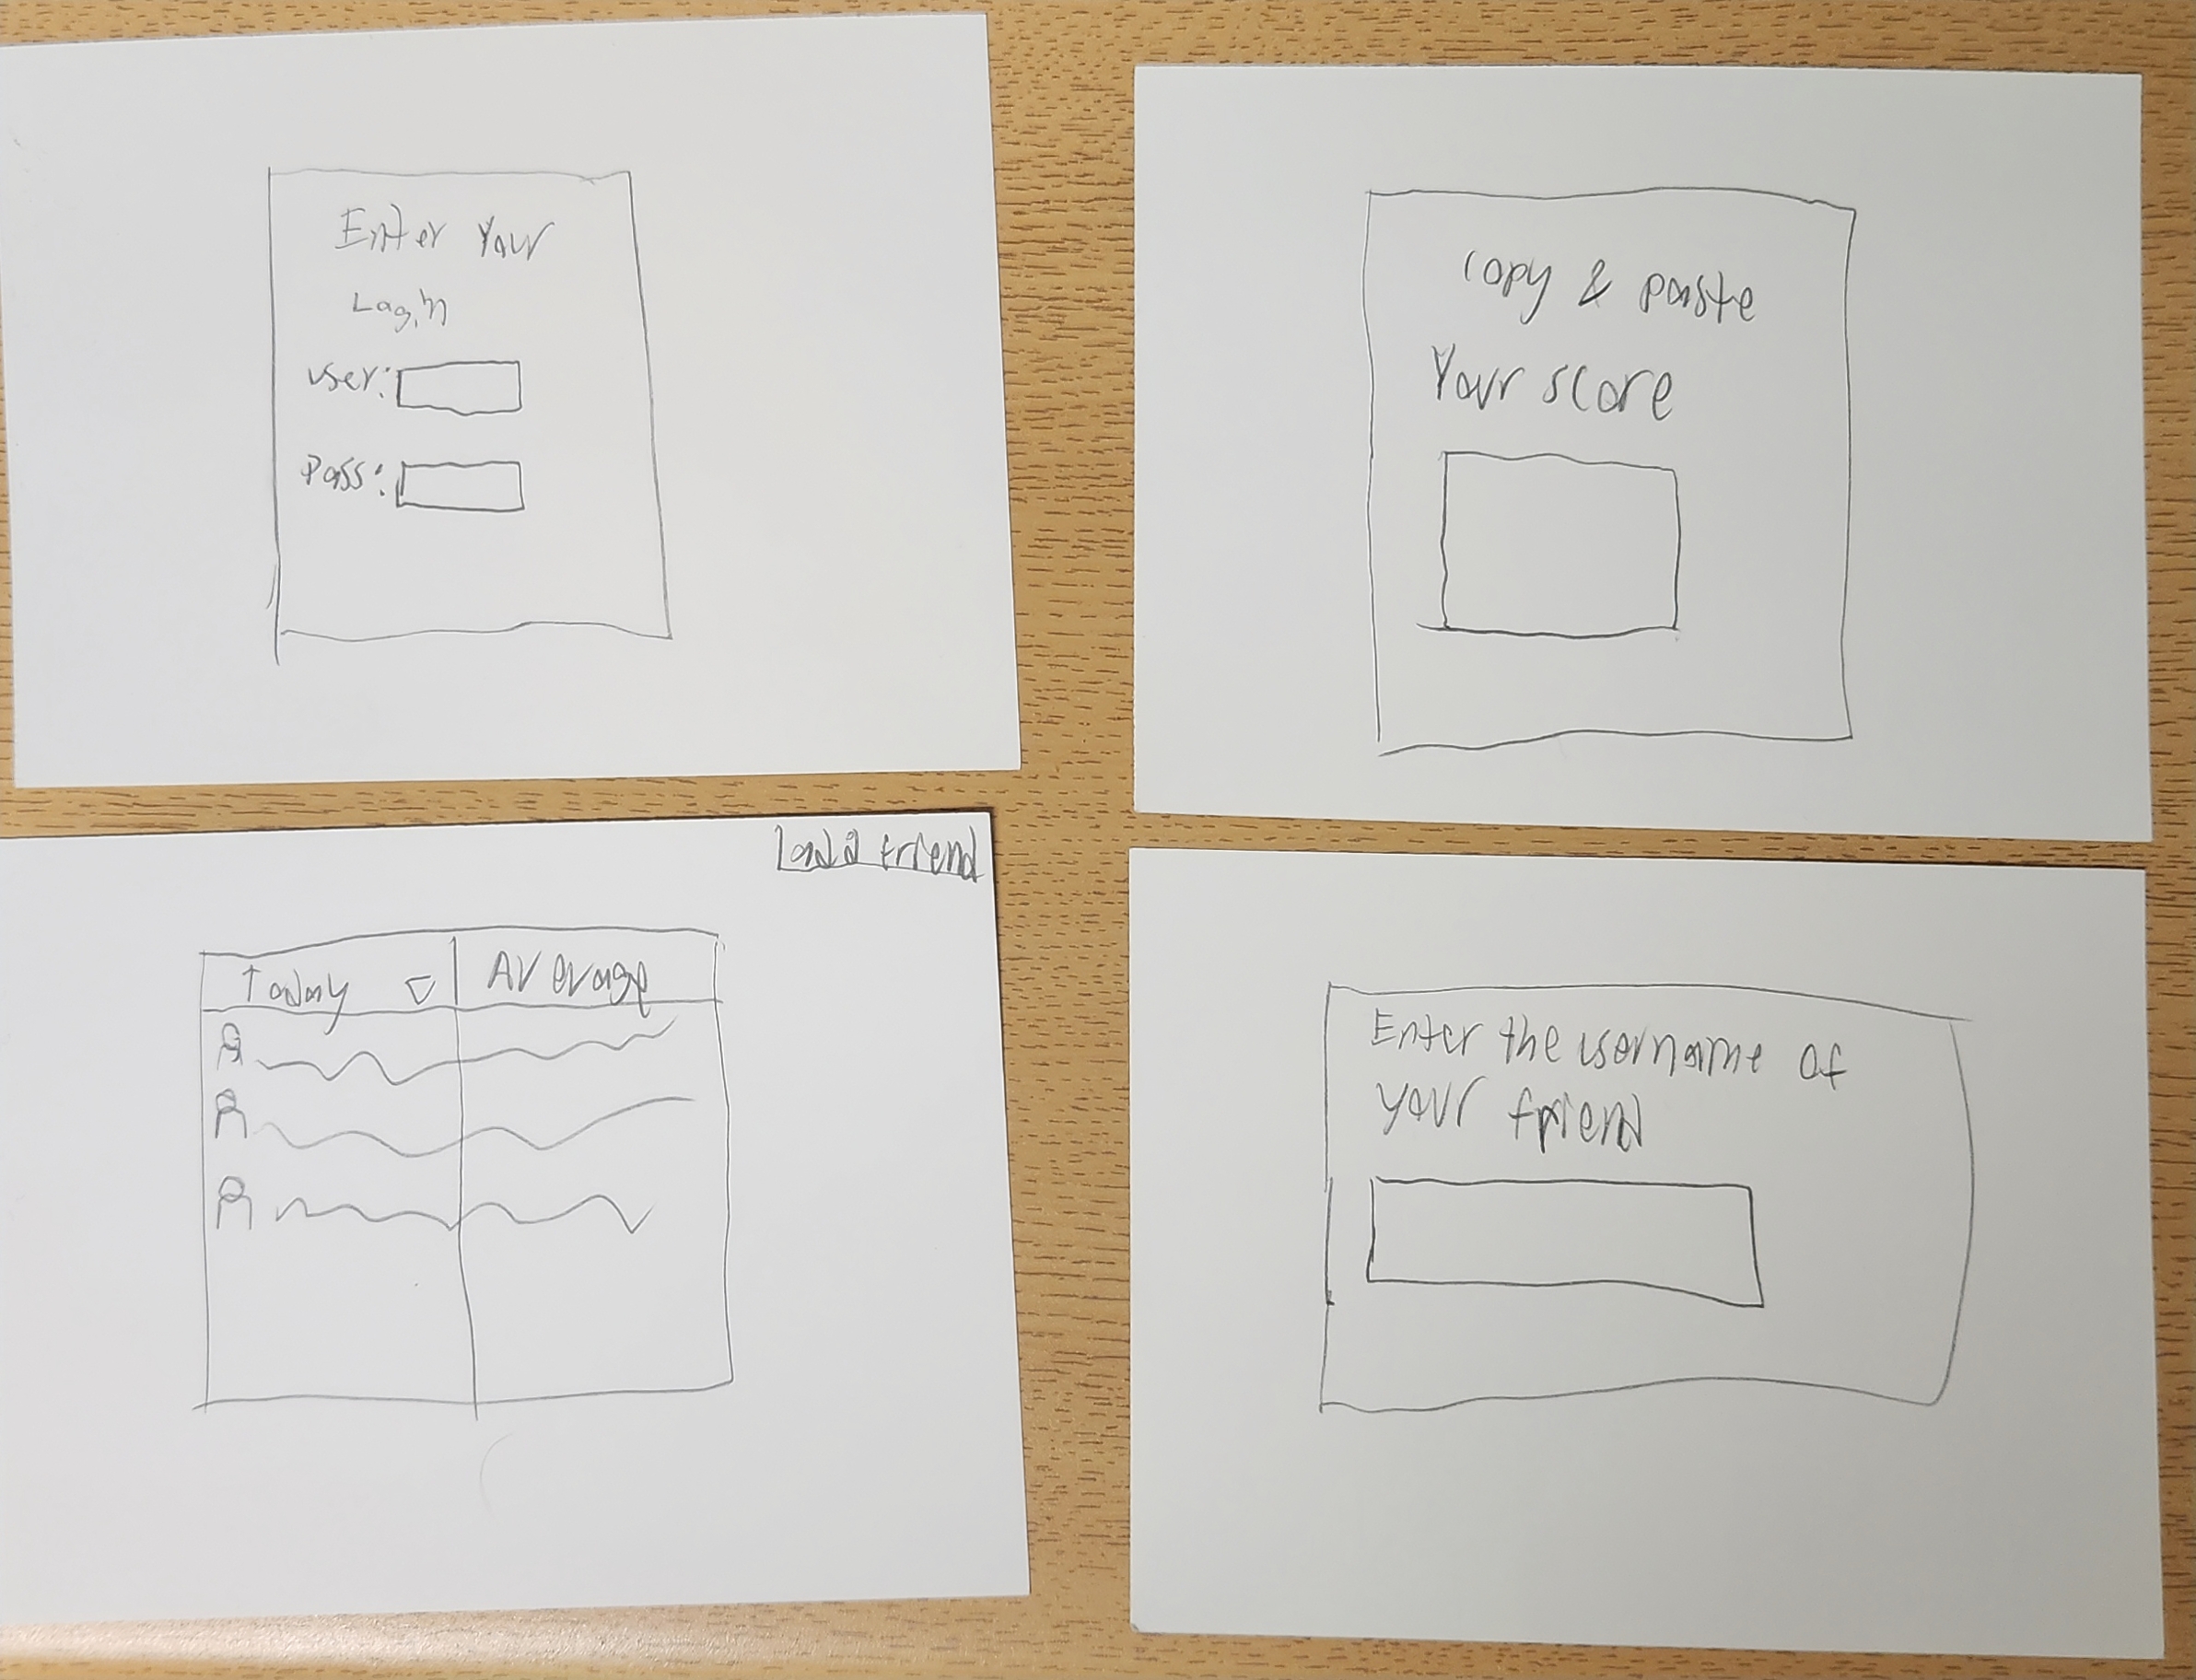 Enter Your
Login
user:
Pass:
copy & paste
Your score
add friend
Today
Average
Enter the username of
your friend